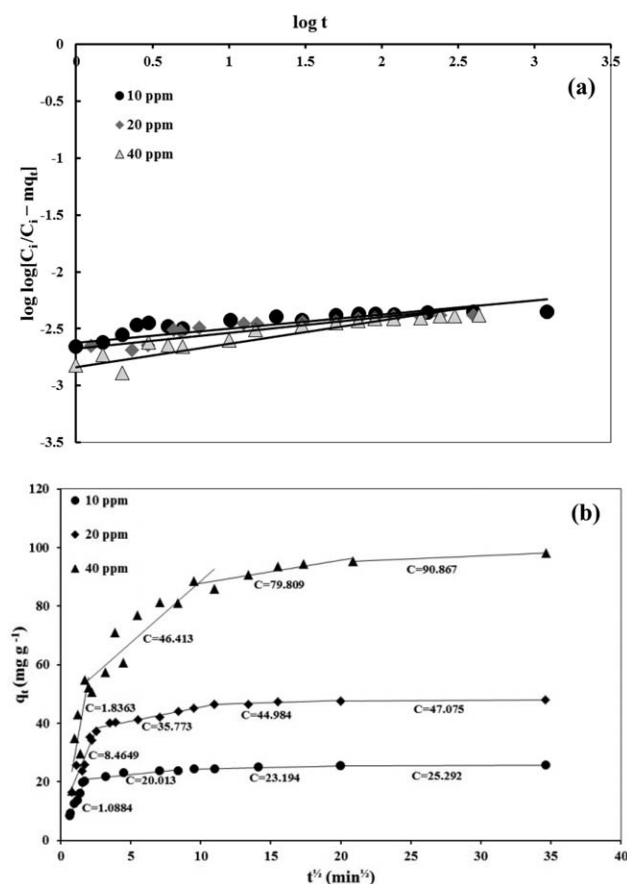 log t
0
0.5
1
1.5
2
2.5
3
3.5
0
-0.5
-1
-1.5
-2
-2.5
-3
-3.5
log log[Cᵢ/Cᵢ – mqₜ]
(a)
10 ppm
20 ppm
40 ppm
120
100
80
60
40
20
0
qₜ (mg g⁻¹)
(b)
10 ppm
20 ppm
40 ppm
C=90.867
C=79.809
C=46.413
C=1.8363
C=47.075
C=44.984
C=35.773
C=8.4649
C=25.292
C=23.194
C=20.013
C=1.0884
0
5
10
15
20
25
30
35
40
t^½ (min^½)